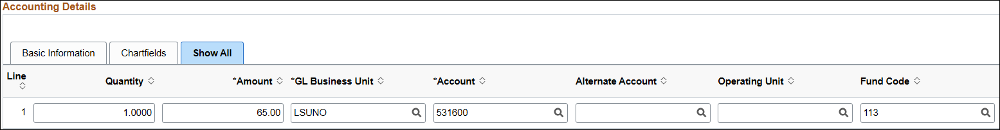 Accounting Details
Basic Information Chartfields Show All
Line Quantity *Amount *GL Business Unit *Account Alternate Account Operating Unit Fund Code
1 1.0000 65.00 LSUNO 531600 113